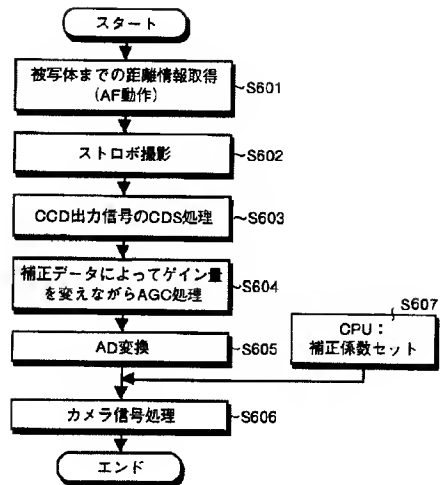 スタート
被写体までの距離情報取得
(AF動作)
S601
ストロボ撮影
S602
CCD出力信号のCDS処理
S603
補正データによってゲイン量
を変えながらAGC処理
S604
S607
CPU：
補正係数セット
AD変換
S605
カメラ信号処理
S606
エンド